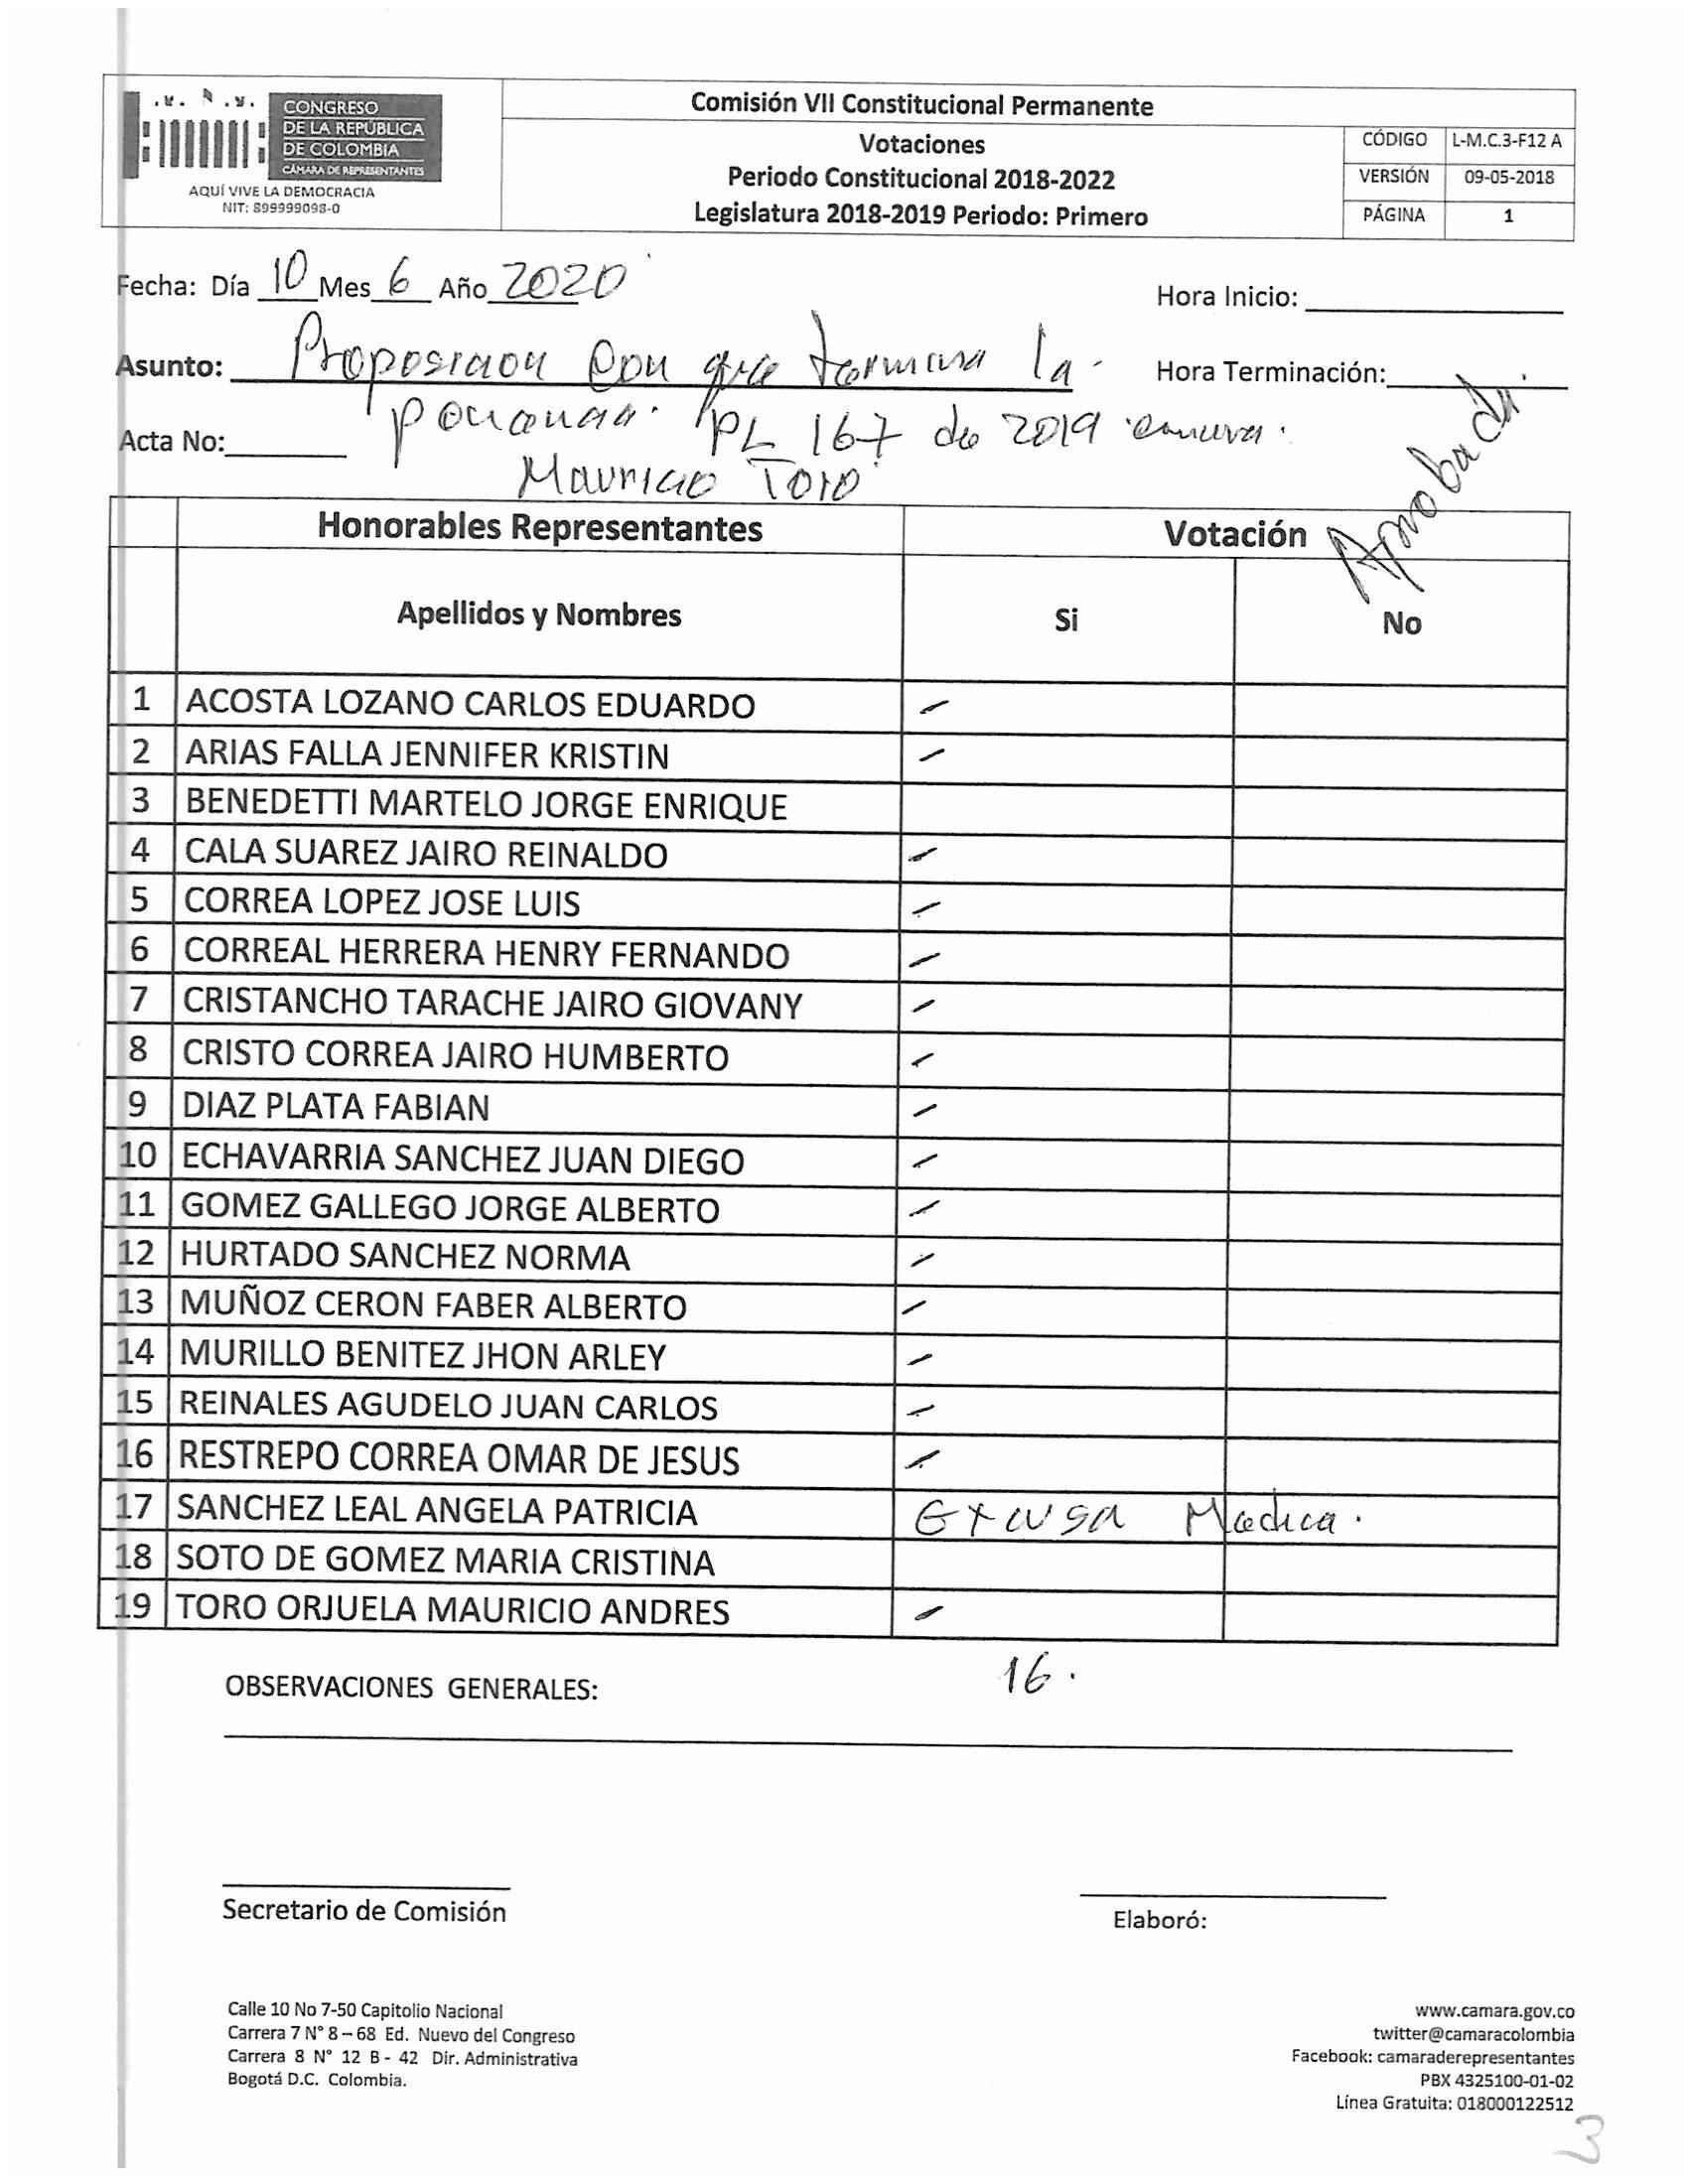 CONGRESO
DE LA REPÚBLICA
DE COLOMBIA
CÁMARA DE REPRESENTANTES
AQUÍ VIVE LA DEMOCRACIA
NIT: 899999098-0
Comisión VII Constitucional Permanente
Votaciones
Periodo Constitucional 2018-2022
Legislatura 2018-2019 Periodo: Primero
CÓDIGO L-M.C.3-F12 A
VERSIÓN 09-05-2018
PÁGINA 1
Fecha: Día 10 Mes 6 Año 2020
Hora Inicio:
Asunto: Proposicion con que termina la
Hora Terminación:
ponencia. PL 167 de 2019 camara.
Acta No:
Mauricio Toro
Aprobada
Honorables Representantes Votación
Apellidos y Nombres Si No
1 ACOSTA LOZANO CARLOS EDUARDO
2 ARIAS FALLA JENNIFER KRISTIN
3 BENEDETTI MARTELO JORGE ENRIQUE
4 CALA SUAREZ JAIRO REINALDO
5 CORREA LOPEZ JOSE LUIS
6 CORREAL HERRERA HENRY FERNANDO
7 CRISTANCHO TARACHE JAIRO GIOVANY
8 CRISTO CORREA JAIRO HUMBERTO
9 DIAZ PLATA FABIAN
10 ECHAVARRIA SANCHEZ JUAN DIEGO
11 GOMEZ GALLEGO JORGE ALBERTO
12 HURTADO SANCHEZ NORMA
13 MUÑOZ CERON FABER ALBERTO
14 MURILLO BENITEZ JHON ARLEY
15 REINALES AGUDELO JUAN CARLOS
16 RESTREPO CORREA OMAR DE JESUS
17 SANCHEZ LEAL ANGELA PATRICIA Excusa Medica.
18 SOTO DE GOMEZ MARIA CRISTINA
19 TORO ORJUELA MAURICIO ANDRES
16.
OBSERVACIONES GENERALES:
Secretario de Comisión
Elaboró:
Calle 10 No 7-50 Capitolio Nacional
Carrera 7 N° 8 – 68 Ed. Nuevo del Congreso
Carrera 8 N° 12 B - 42 Dir. Administrativa
Bogotá D.C. Colombia.
www.camara.gov.co
twitter@camaracolombia
Facebook: camaraderepresentantes
PBX 4325100-01-02
Línea Gratuita: 018000122512
3